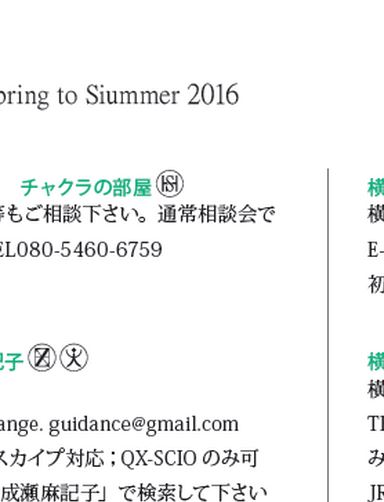 pring to Siummer 2016
チャクラの部屋
等もご相談下さい。通常相談会で
EL080-5460-6759
記子
ange. guidance@gmail.com
スカイプ対応；QX-SCIO のみ可
成瀬麻記子」で検索して下さい
横
横
E-
初
横
横
TE
み
JR